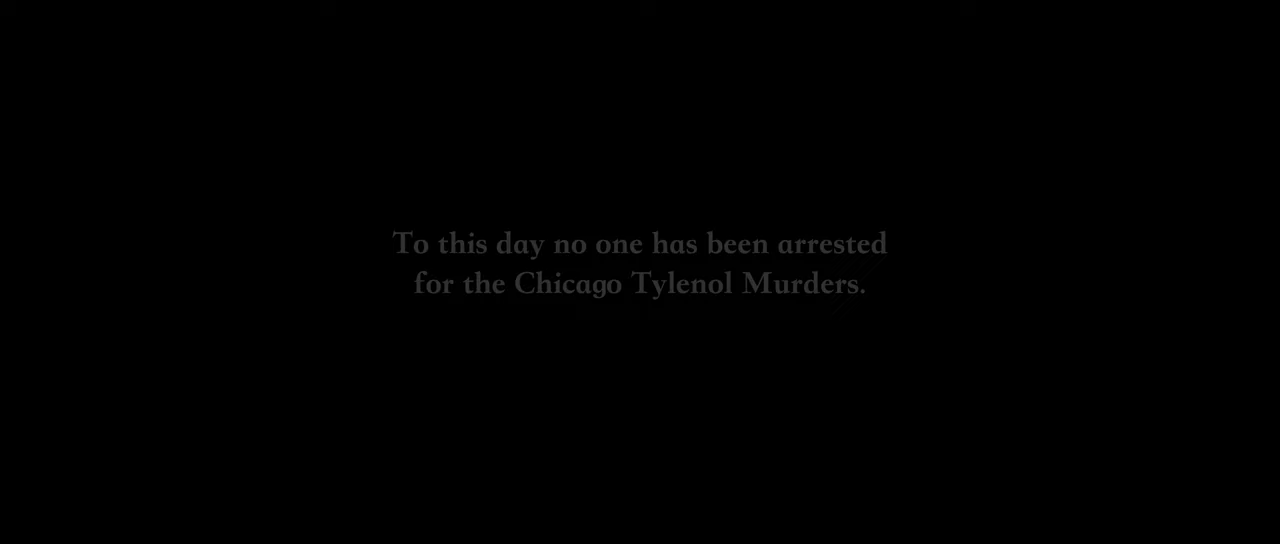 To this day no one has been arrested
for the Chicago Tylenol Murders.